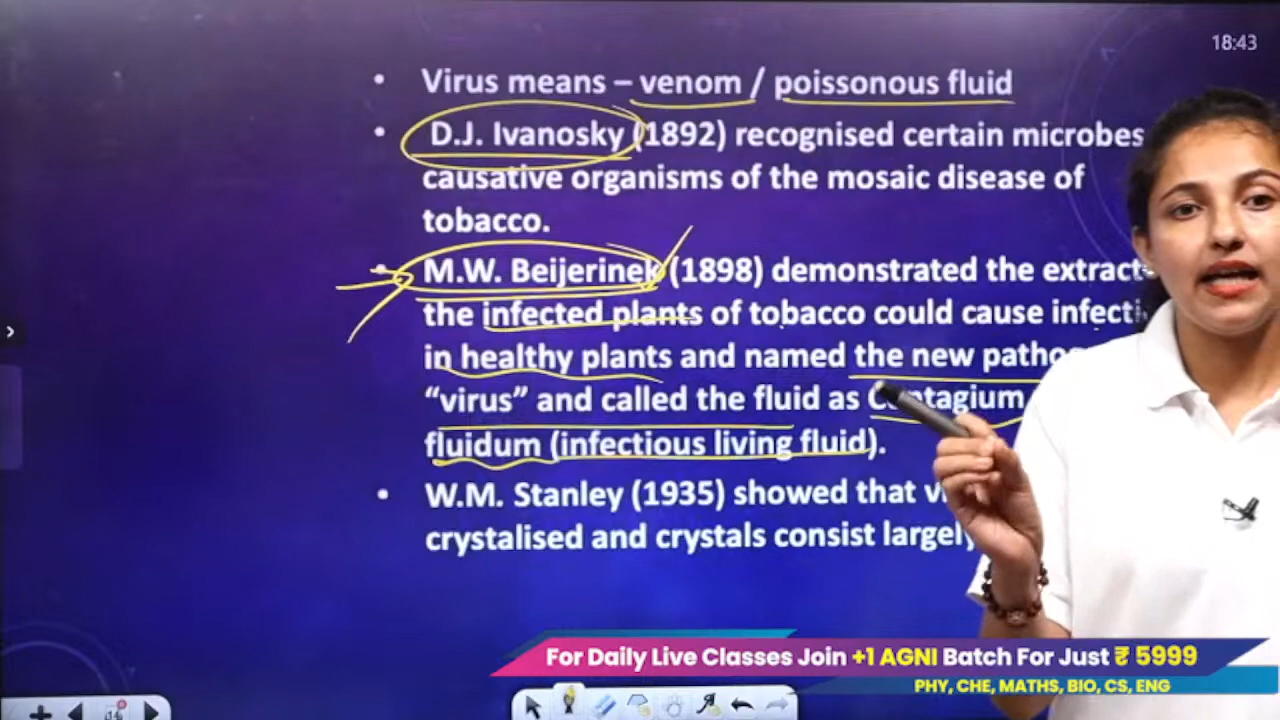 18:43
• Virus means – venom / poissonous fluid
• D.J. Ivanosky (1892) recognised certain microbes
causative organisms of the mosaic disease of
tobacco.
• M.W. Beijerinek (1898) demonstrated the extract
the infected plants of tobacco could cause
in healthy plants and named the new
“virus” and called the fluid as Contagium
fluidum (infectious living fluid).
• W.M. Stanley (1935) showed that
crystalised and crystals consist largely
For Daily Live Classes Join +1 AGNI Batch For Just ₹ 5999
PHY, CHE, MATHS, BIO, CS, ENG